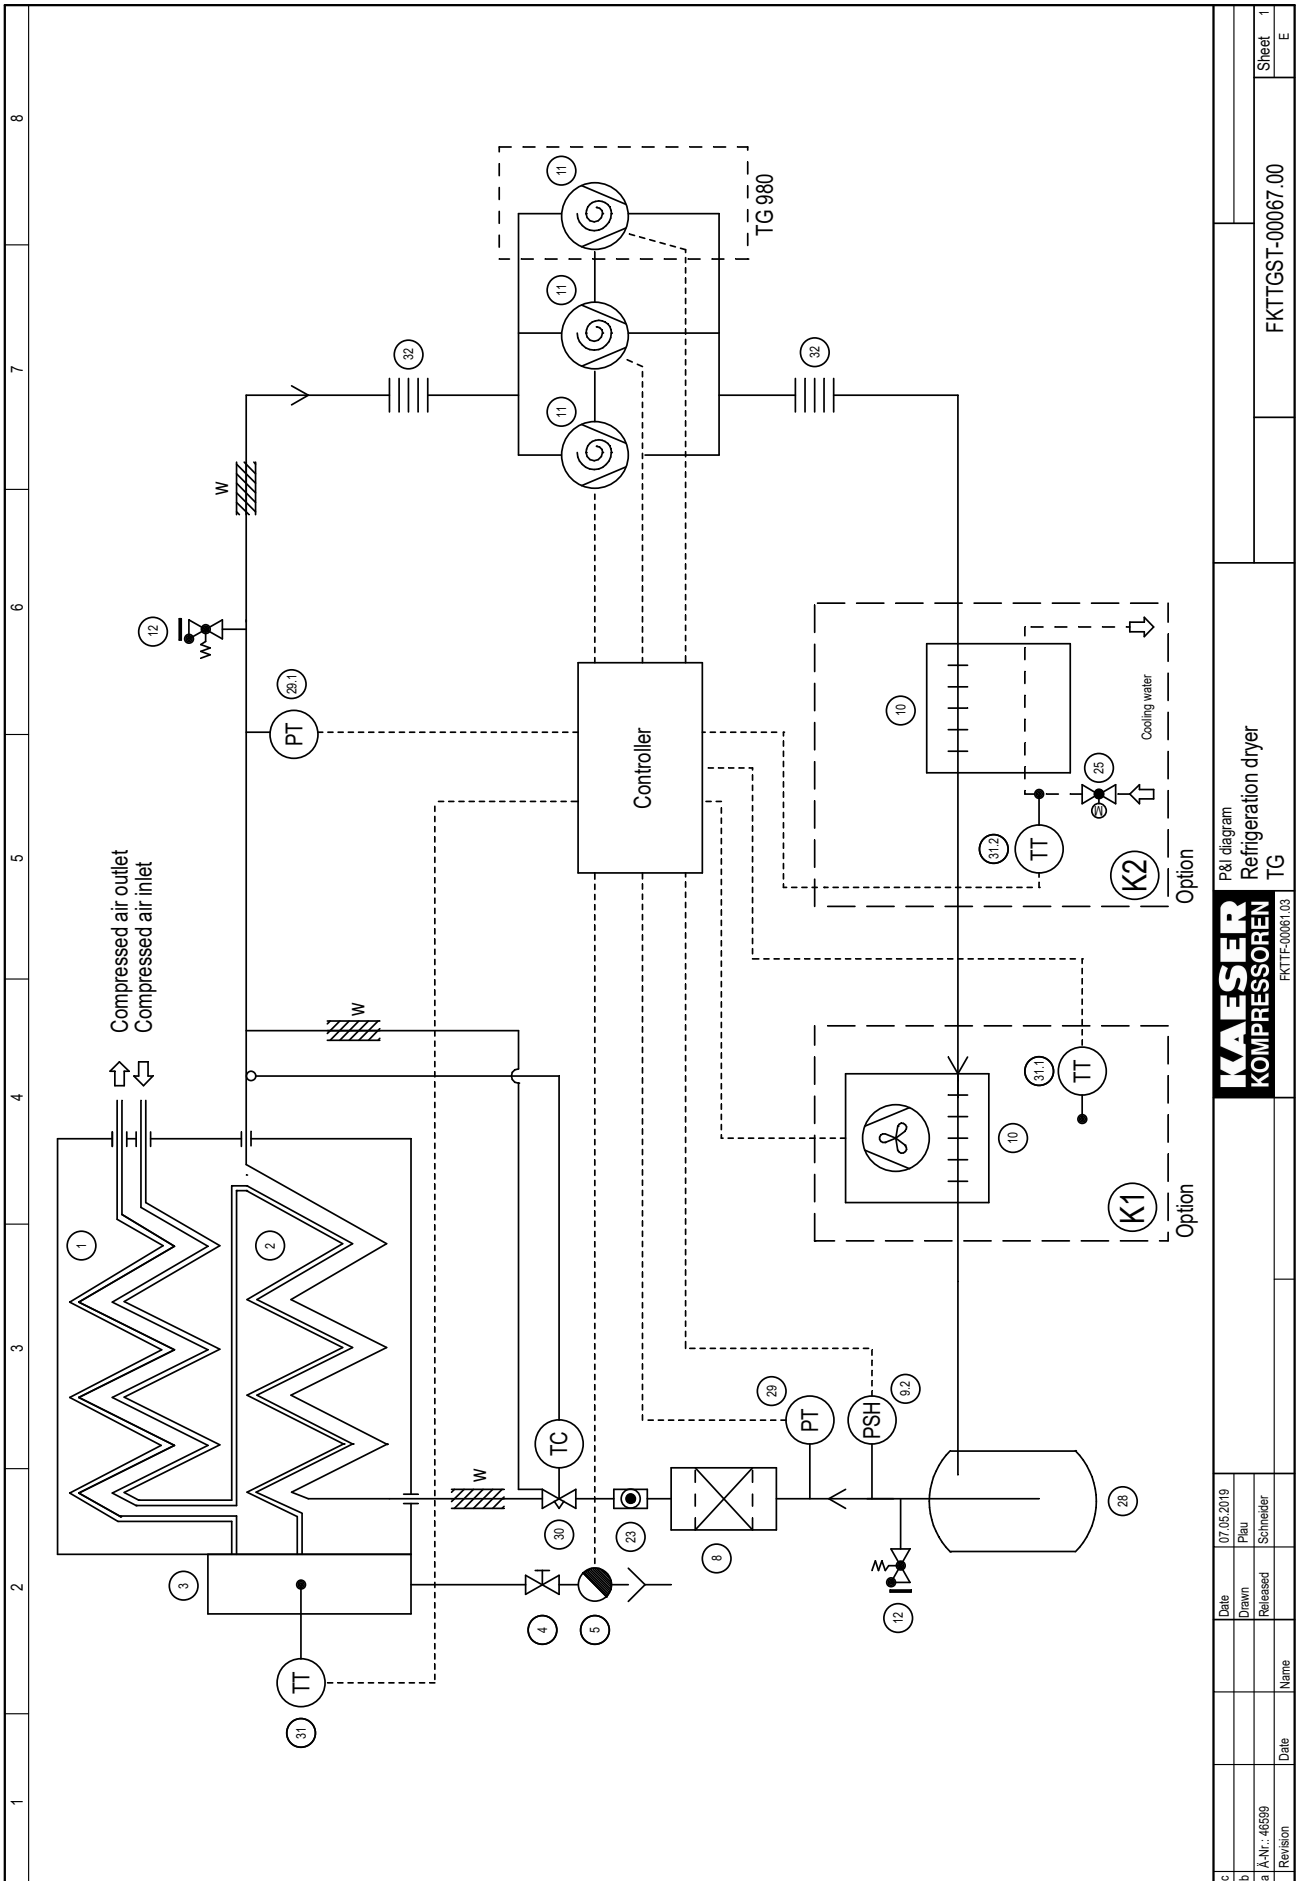 1
2
3
4
5
6
7
8
Compressed air outlet
Compressed air inlet
1
2
3
TT
31
W
W
W
12
PT
29.1
32
11
11
11
TG 980
32
Controller
TC
30
4
5
23
8
PT
29
PSH
9.2
12
28
10
TT
31.1
K1
Option
10
TT
31.2
25
Cooling water
K2
Option
c
b
a
Ä-Nr.: 46599
Revision
Date
Name
Date
07.05.2019
Drawn
Plau
Released
Schneider
KAESER
KOMPRESSOREN
FKTTF-00061.03
P&I diagram
Refrigeration dryer
TG
FKTTGST-00067.00
Sheet
1
E